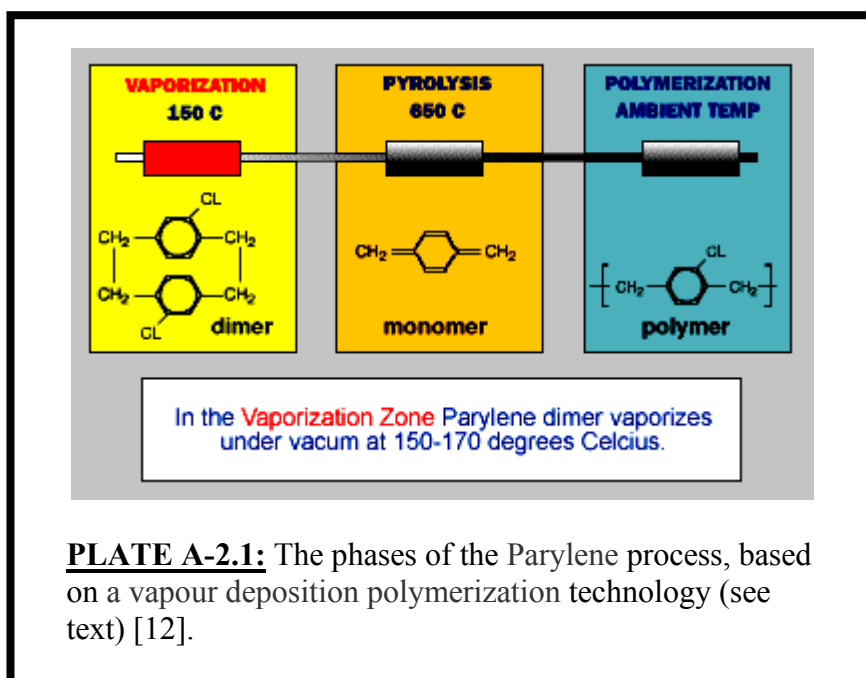 VAPORIZATION
150 C
PYROLYSIS
650 C
POLYMERIZATION
AMBIENT TEMP
CL
CH2 CH2
CH2 CH2
CL
dimer
CH2 CH2
monomer
CL
CH2 CH2
polymer
In the Vaporization Zone Parylene dimer vaporizes
under vacum at 150-170 degrees Celcius.
PLATE A-2.1: The phases of the Parylene process, based
on a vapour deposition polymerization technology (see
text) [12].